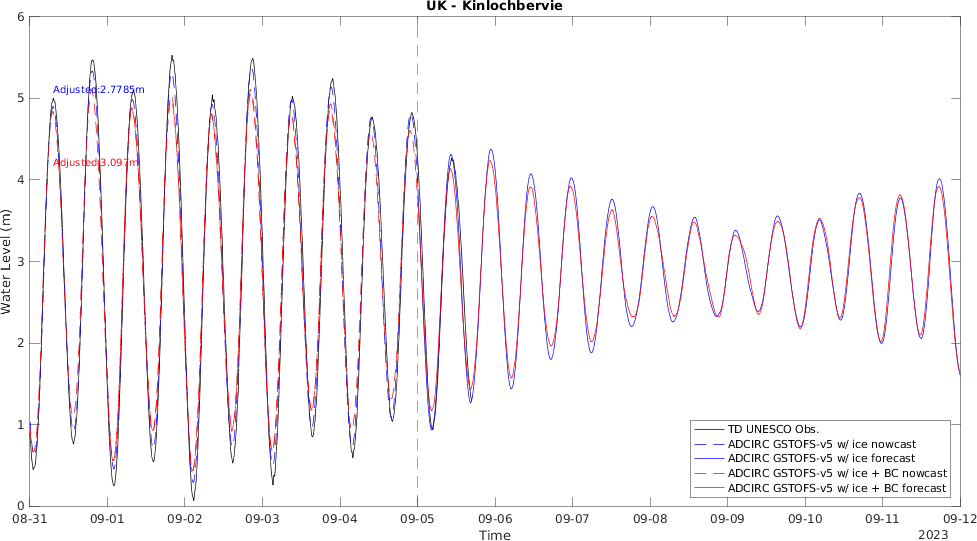 UK - Kinlochbervie
6
5
4
3
2
1
0
Water Level (m)
Adjusted:2.7785m
Adjusted:3.097m
TD UNESCO Obs.
ADCIRC GSTOFS-v5 w/ ice nowcast
ADCIRC GSTOFS-v5 w/ ice forecast
ADCIRC GSTOFS-v5 w/ ice + BC nowcast
ADCIRC GSTOFS-v5 w/ ice + BC forecast
08-31 09-01 09-02 09-03 09-04 09-05 09-06 09-07 09-08 09-09 09-10 09-11 09-12
Time
2023